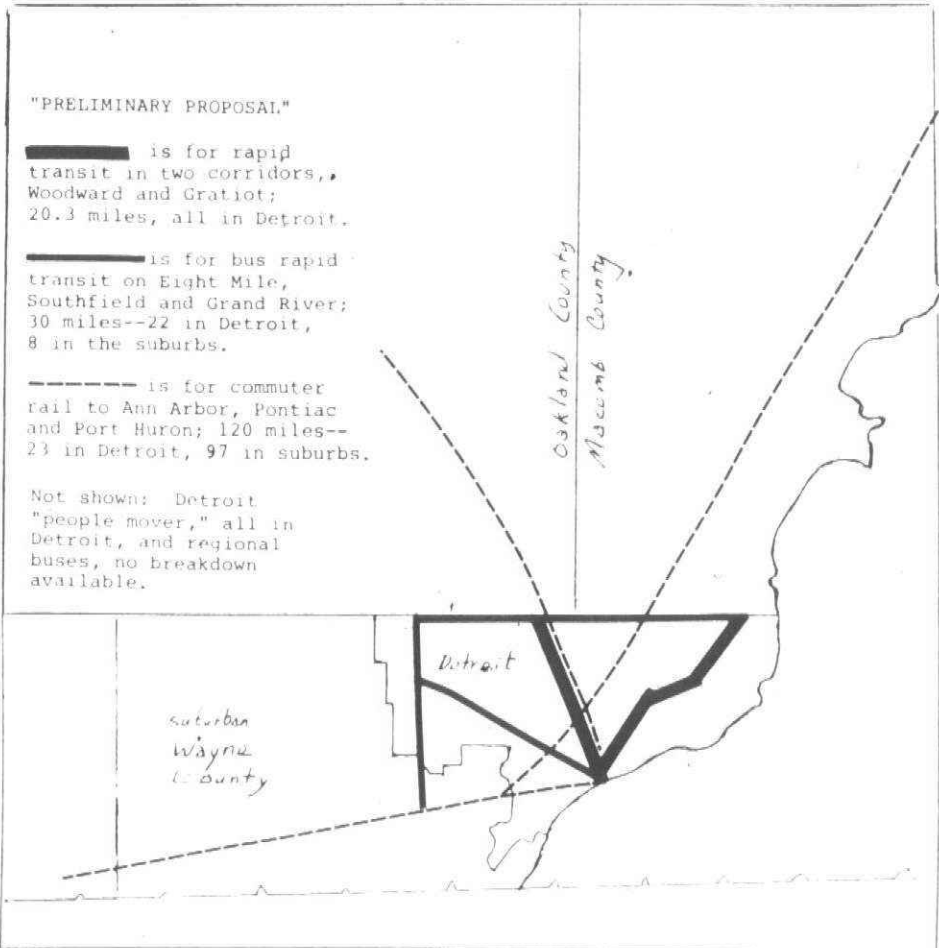 "PRELIMINARY PROPOSAL"
is for rapid
transit in two corridors,
Woodward and Gratiot;
20.3 miles, all in Detroit.
is for bus rapid
transit on Eight Mile,
Southfield and Grand River;
30 miles--22 in Detroit,
8 in the suburbs.
is for commuter
rail to Ann Arbor, Pontiac
and Port Huron; 120 miles--
23 in Detroit, 97 in suburbs.
Not shown: Detroit
"people mover," all in
Detroit, and regional
buses, no breakdown
available.
Oakland County
Macomb County
Detroit
suburban
Wayne
County